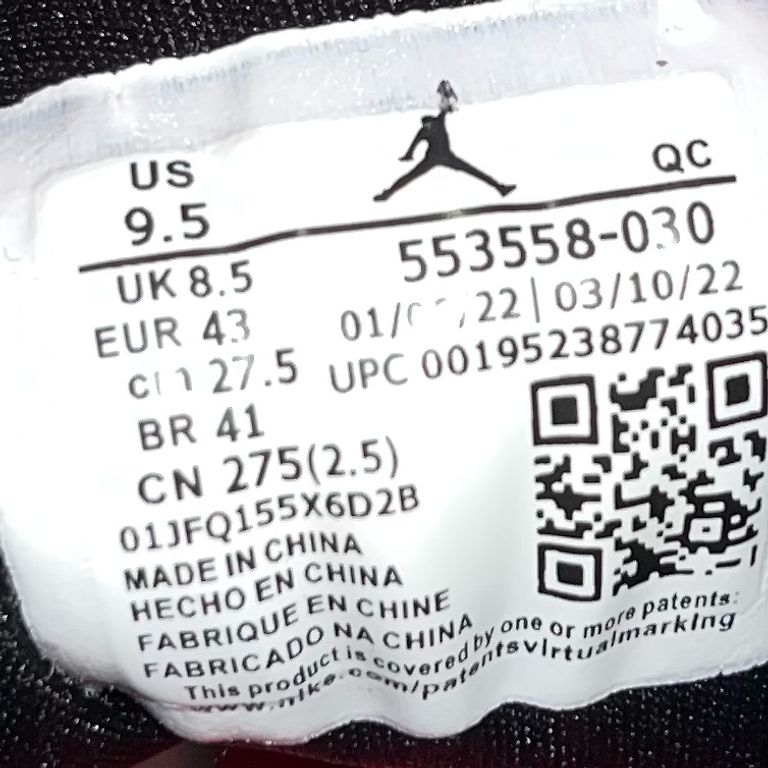 US
QC
9.5
553558-030
UK 8.5
EUR 43
01/ /22 | 03/10/22
cm 27.5
UPC 00195238774035
BR 41
CN 275(2.5)
01JFQ155X6D2B
MADE IN CHINA
HECHO EN CHINA
FABRIQUE EN CHINE
FABRICADO NA CHINA
This product is covered by one or more patents:
www.nike.com/patentsvirtualmarking